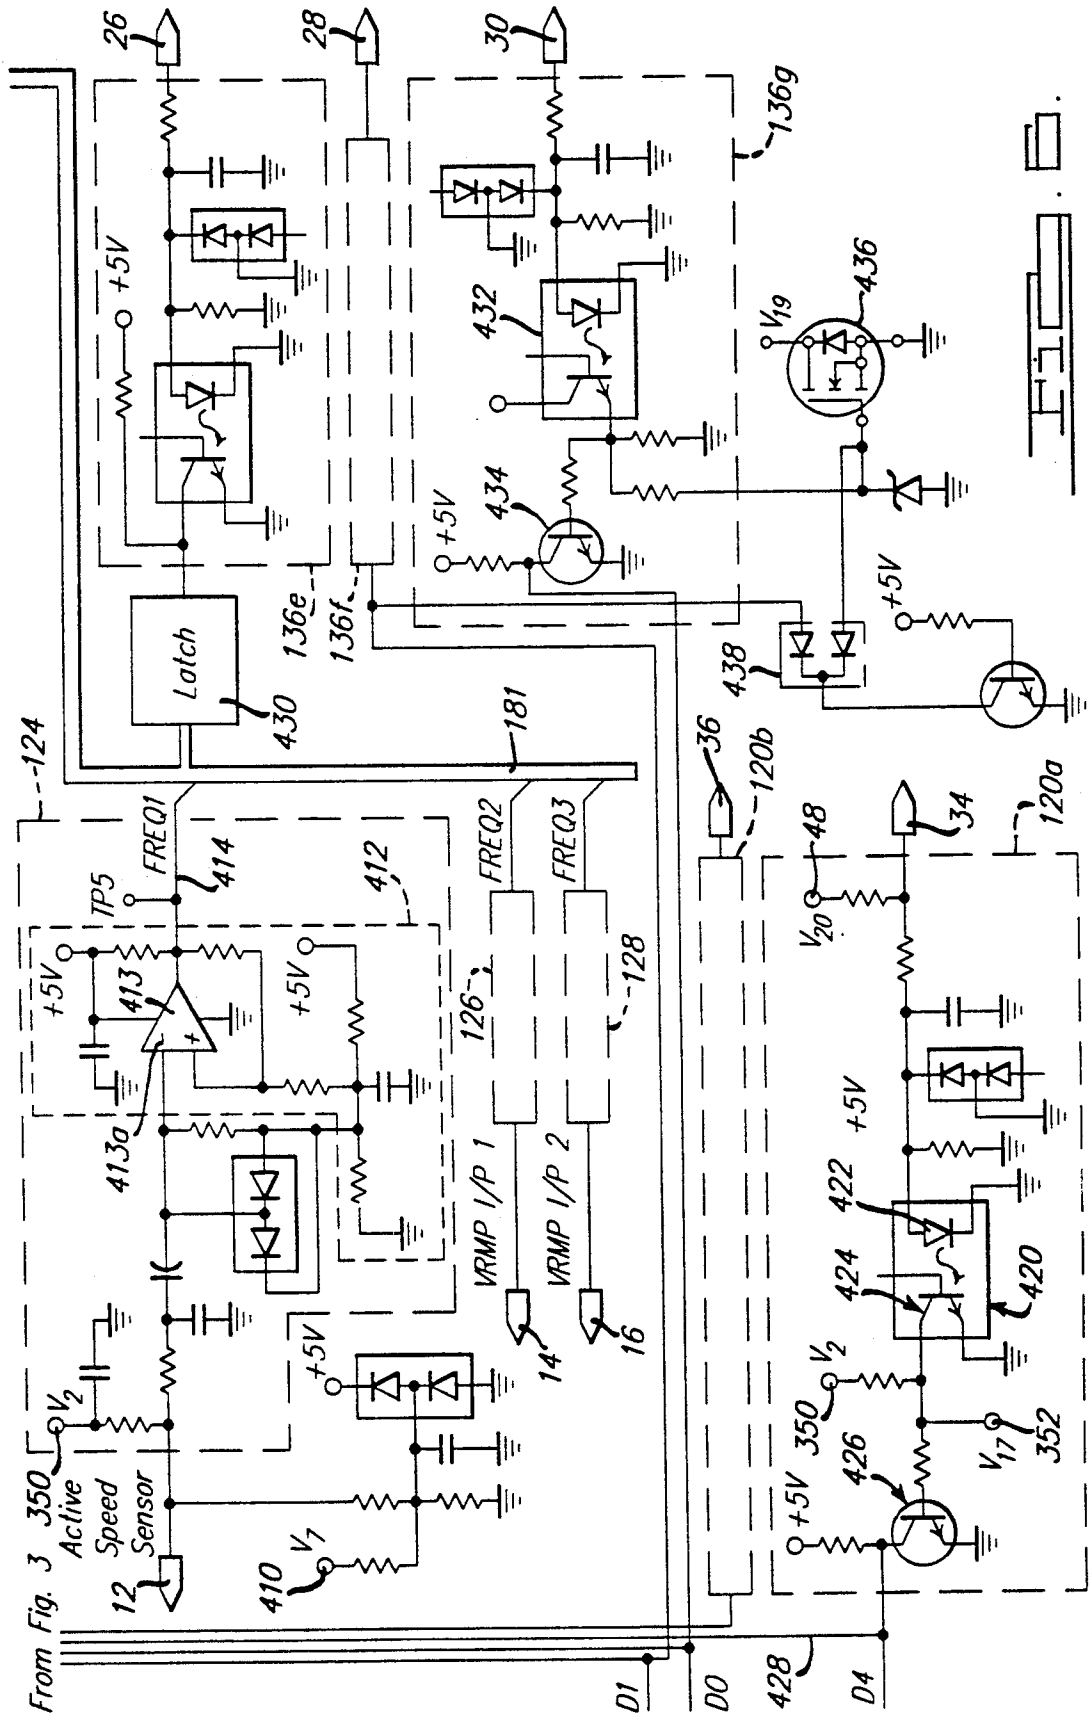 From Fig. 3
350
V2
Active
Speed
Sensor
12
410
V7
+5V
413a
413
+5V
TP5
+5V
FREQ1
414
412
124
Latch
430
+5V
26
136e
28
136f
VRMP I/P 1
14
126
FREQ2
VRMP I/P 2
16
128
FREQ3
181
+5V
434
432
30
136g
438
V19
436
+5V
36
120b
D1
D0
428
D4
+5V
426
350
V2
V17
352
424
422
420
+5V
V20
48
34
120a